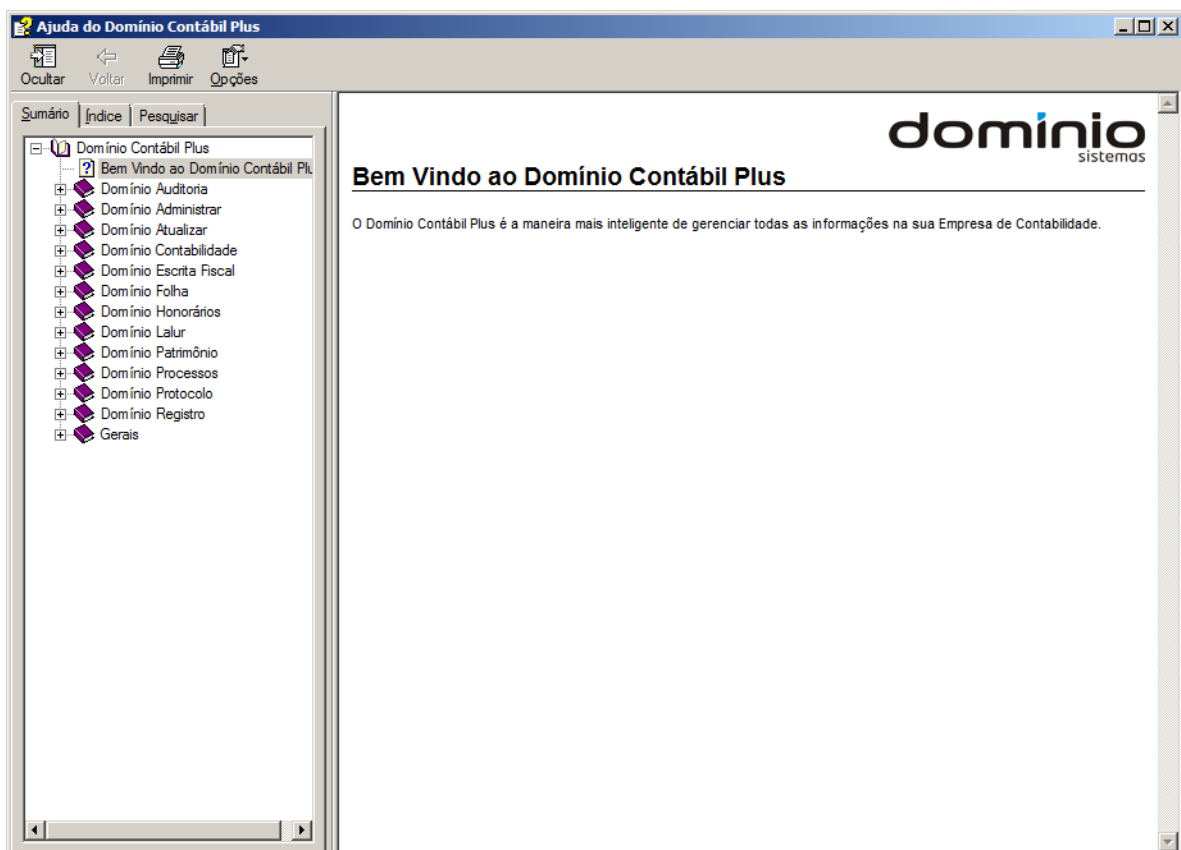 Ajuda do Domínio Contábil Plus
Ocultar Voltar Imprimir Opções
Sumário Índice Pesquisar
Domínio Contábil Plus
Bem Vindo ao Domínio Contábil Plu
Domínio Auditoria
Domínio Administrar
Domínio Atualizar
Domínio Contabilidade
Domínio Escrita Fiscal
Domínio Folha
Domínio Honorários
Domínio Lalur
Domínio Patrimônio
Domínio Processos
Domínio Protocolo
Domínio Registro
Gerais
domínio
sistemas
Bem Vindo ao Domínio Contábil Plus
O Domínio Contábil Plus é a maneira mais inteligente de gerenciar todas as informações na sua Empresa de Contabilidade.